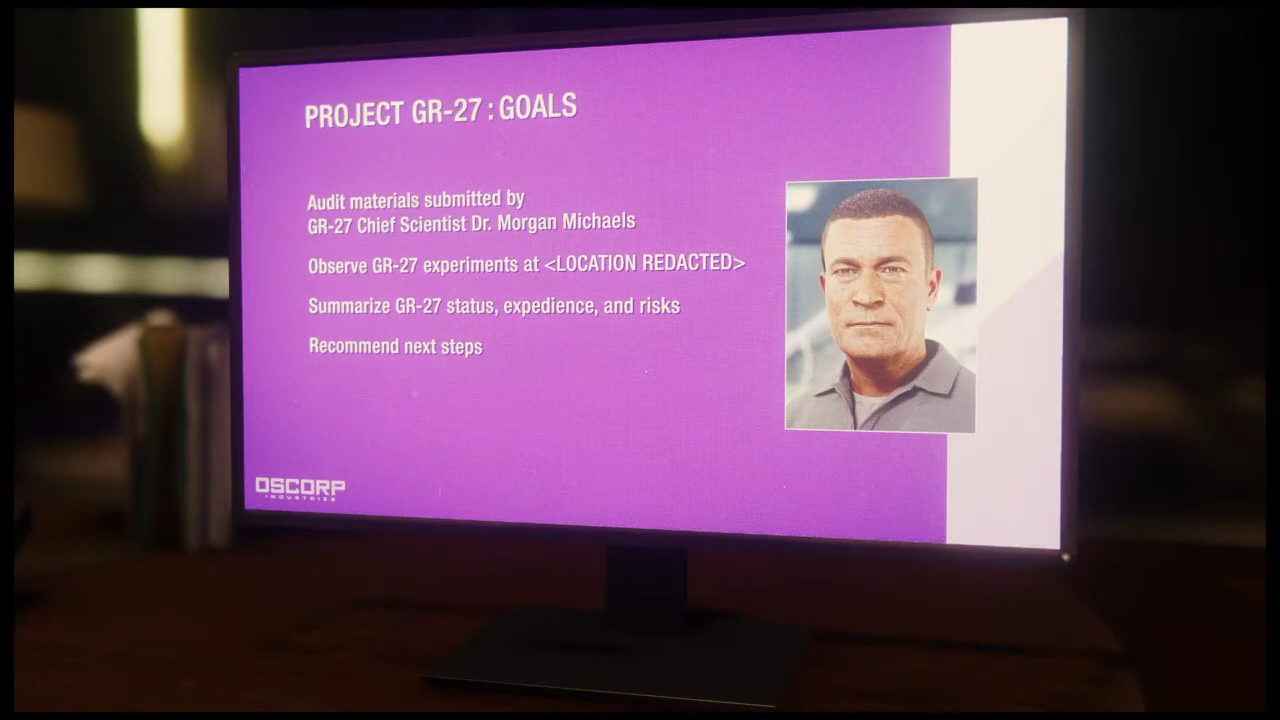 PROJECT GR-27 : GOALS
Audit materials submitted by
GR-27 Chief Scientist Dr. Morgan Michaels
Observe GR-27 experiments at <LOCATION REDACTED>
Summarize GR-27 status, expedience, and risks
Recommend next steps
OSCORP
INDUSTRIES